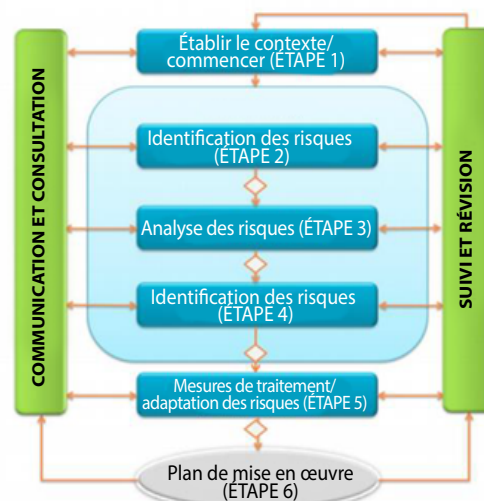 COMMUNICATION ET CONSULTATION
Établir le contexte/
commencer (ÉTAPE 1)
Identification des risques
(ÉTAPE 2)
Analyse des risques (ÉTAPE 3)
Identification des risques
(ÉTAPE 4)
Mesures de traitement/
adaptation des risques (ÉTAPE 5)
Plan de mise en œuvre
(ÉTAPE 6)
SUIVI ET RÉVISION